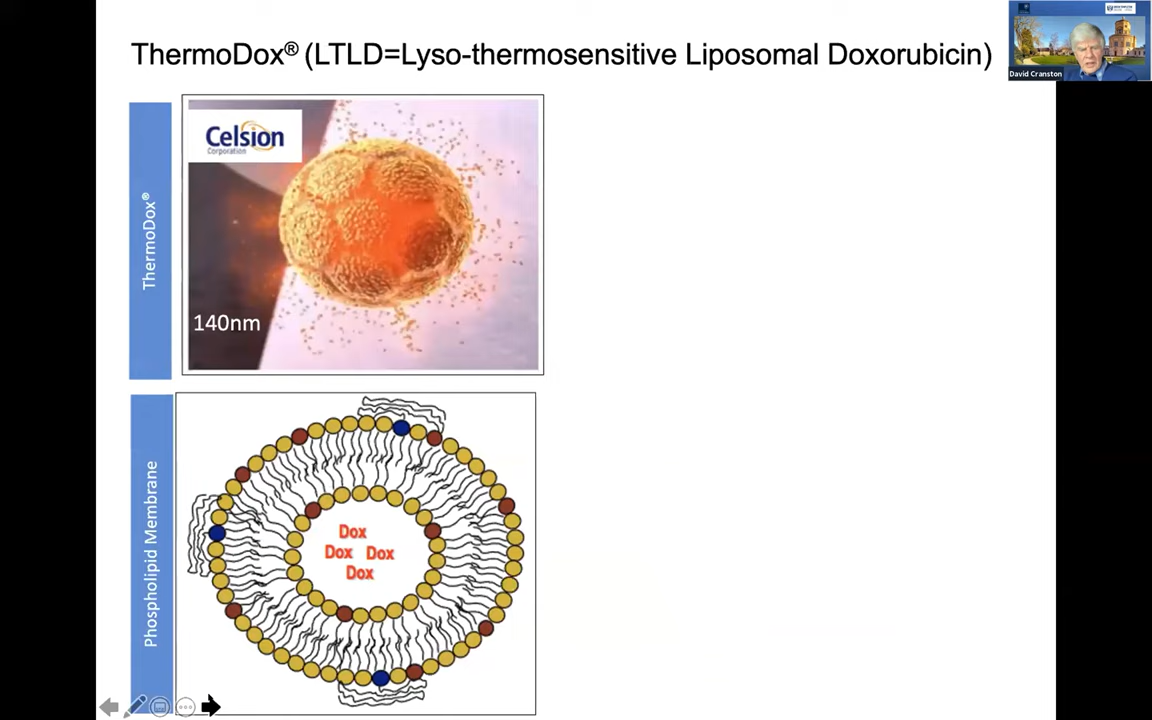 ThermoDox® (LTLD=Lyso-thermosensitive Liposomal Doxorubicin)
David Cranston
ThermoDox®
Celsion
Corporation
140nm
Phospholipid Membrane
Dox
Dox Dox
Dox